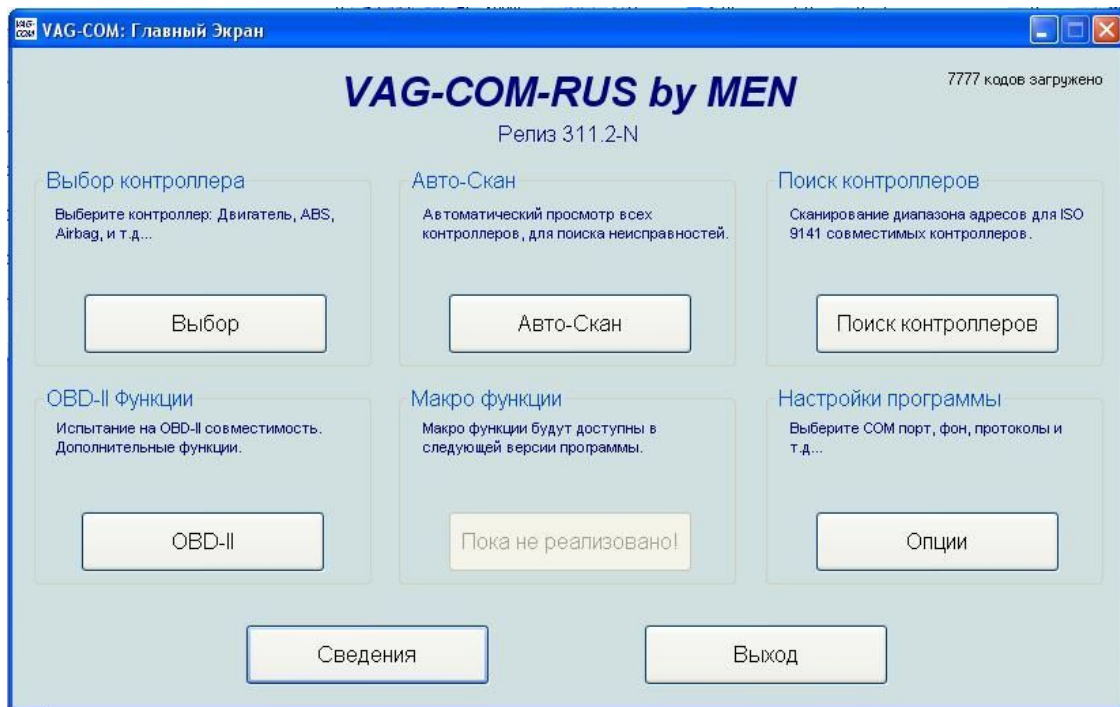 VAG-COM: Главный Экран
VAG-COM-RUS by MEN
7777 кодов загружено
Релиз 311.2-N
Выбор контроллера
Выберите контроллер: Двигатель, ABS,
Airbag, и т.д...
Выбор
Авто-Скан
Автоматический просмотр всех
контроллеров, для поиска неисправностей.
Авто-Скан
Поиск контроллеров
Сканирование диапазона адресов для ISO
9141 совместимых контроллеров.
Поиск контроллеров
OBD-II Функции
Испытание на OBD-II совместимость.
Дополнительные функции.
OBD-II
Макро функции
Макро функции будут доступны в
следующей версии программы.
Пока не реализовано!
Настройки программы
Выберите COM порт, фон, протоколы и
т.д...
Опции
Сведения
Выход